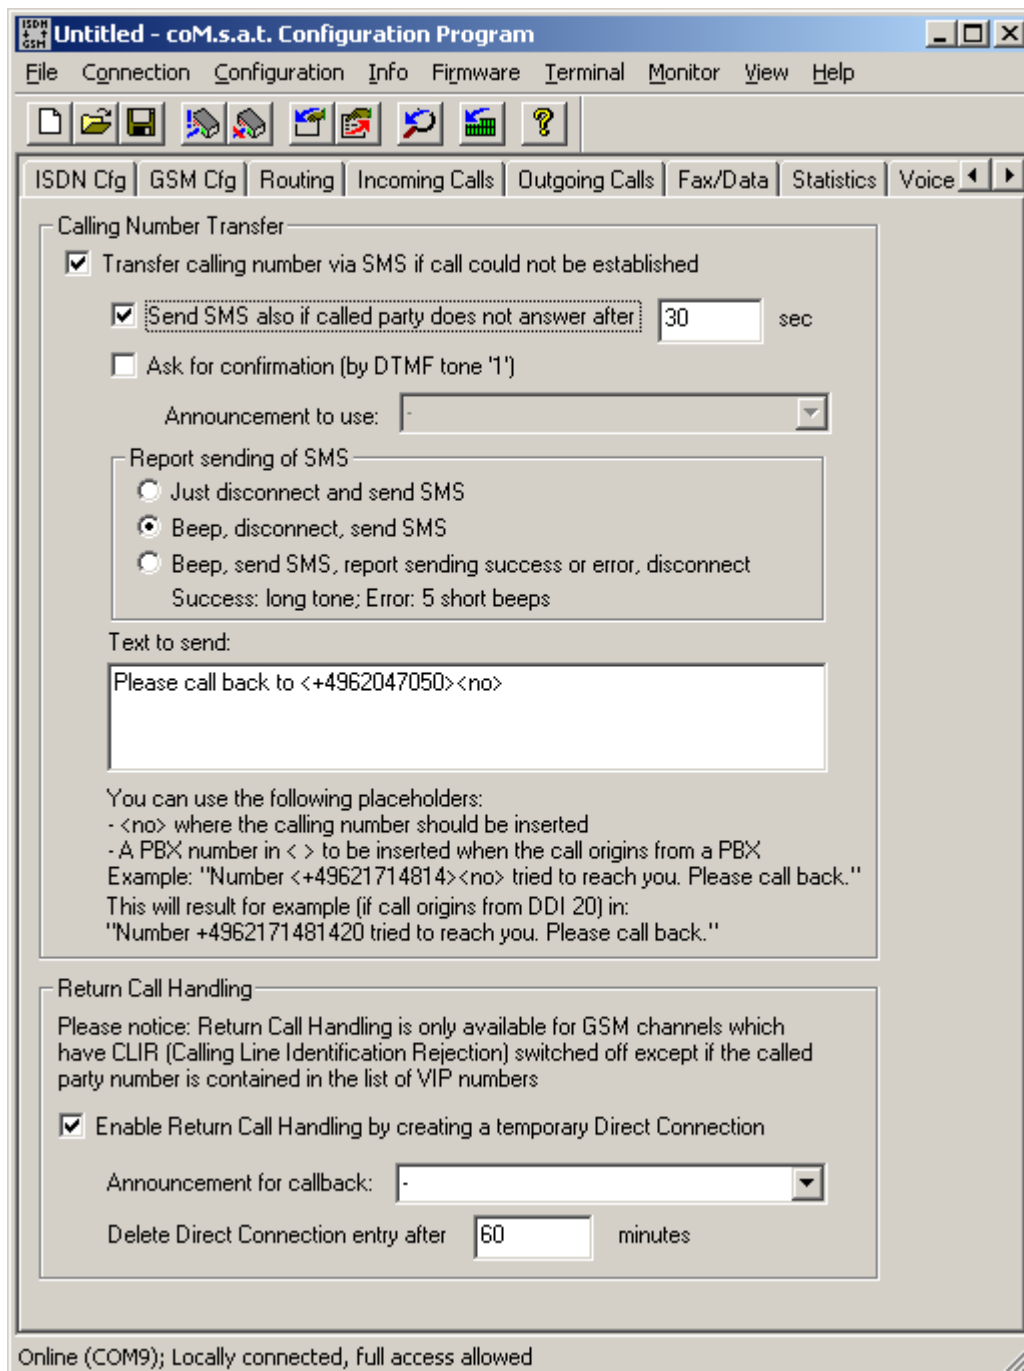 ISDN
GSM
Untitled - coM.s.a.t. Configuration Program
File Connection Configuration Info Firmware Terminal Monitor View Help
ISDN Cfg GSM Cfg Routing Incoming Calls Outgoing Calls Fax/Data Statistics Voice
Calling Number Transfer
Transfer calling number via SMS if call could not be established
Send SMS also if called party does not answer after 30 sec
Ask for confirmation (by DTMF tone '1')
Announcement to use: -
Report sending of SMS
Just disconnect and send SMS
Beep, disconnect, send SMS
Beep, send SMS, report sending success or error, disconnect
Success: long tone; Error: 5 short beeps
Text to send:
Please call back to <+4962047050><no>
You can use the following placeholders:
- <no> where the calling number should be inserted
- A PBX number in < > to be inserted when the call origins from a PBX
Example: "Number <+49621714814><no> tried to reach you. Please call back."
This will result for example (if call origins from DDI 20) in:
"Number +4962171481420 tried to reach you. Please call back."
Return Call Handling
Please notice: Return Call Handling is only available for GSM channels which
have CLIR (Calling Line Identification Rejection) switched off except if the called
party number is contained in the list of VIP numbers
Enable Return Call Handling by creating a temporary Direct Connection
Announcement for callback: -
Delete Direct Connection entry after 60 minutes
Online (COM9); Locally connected, full access allowed